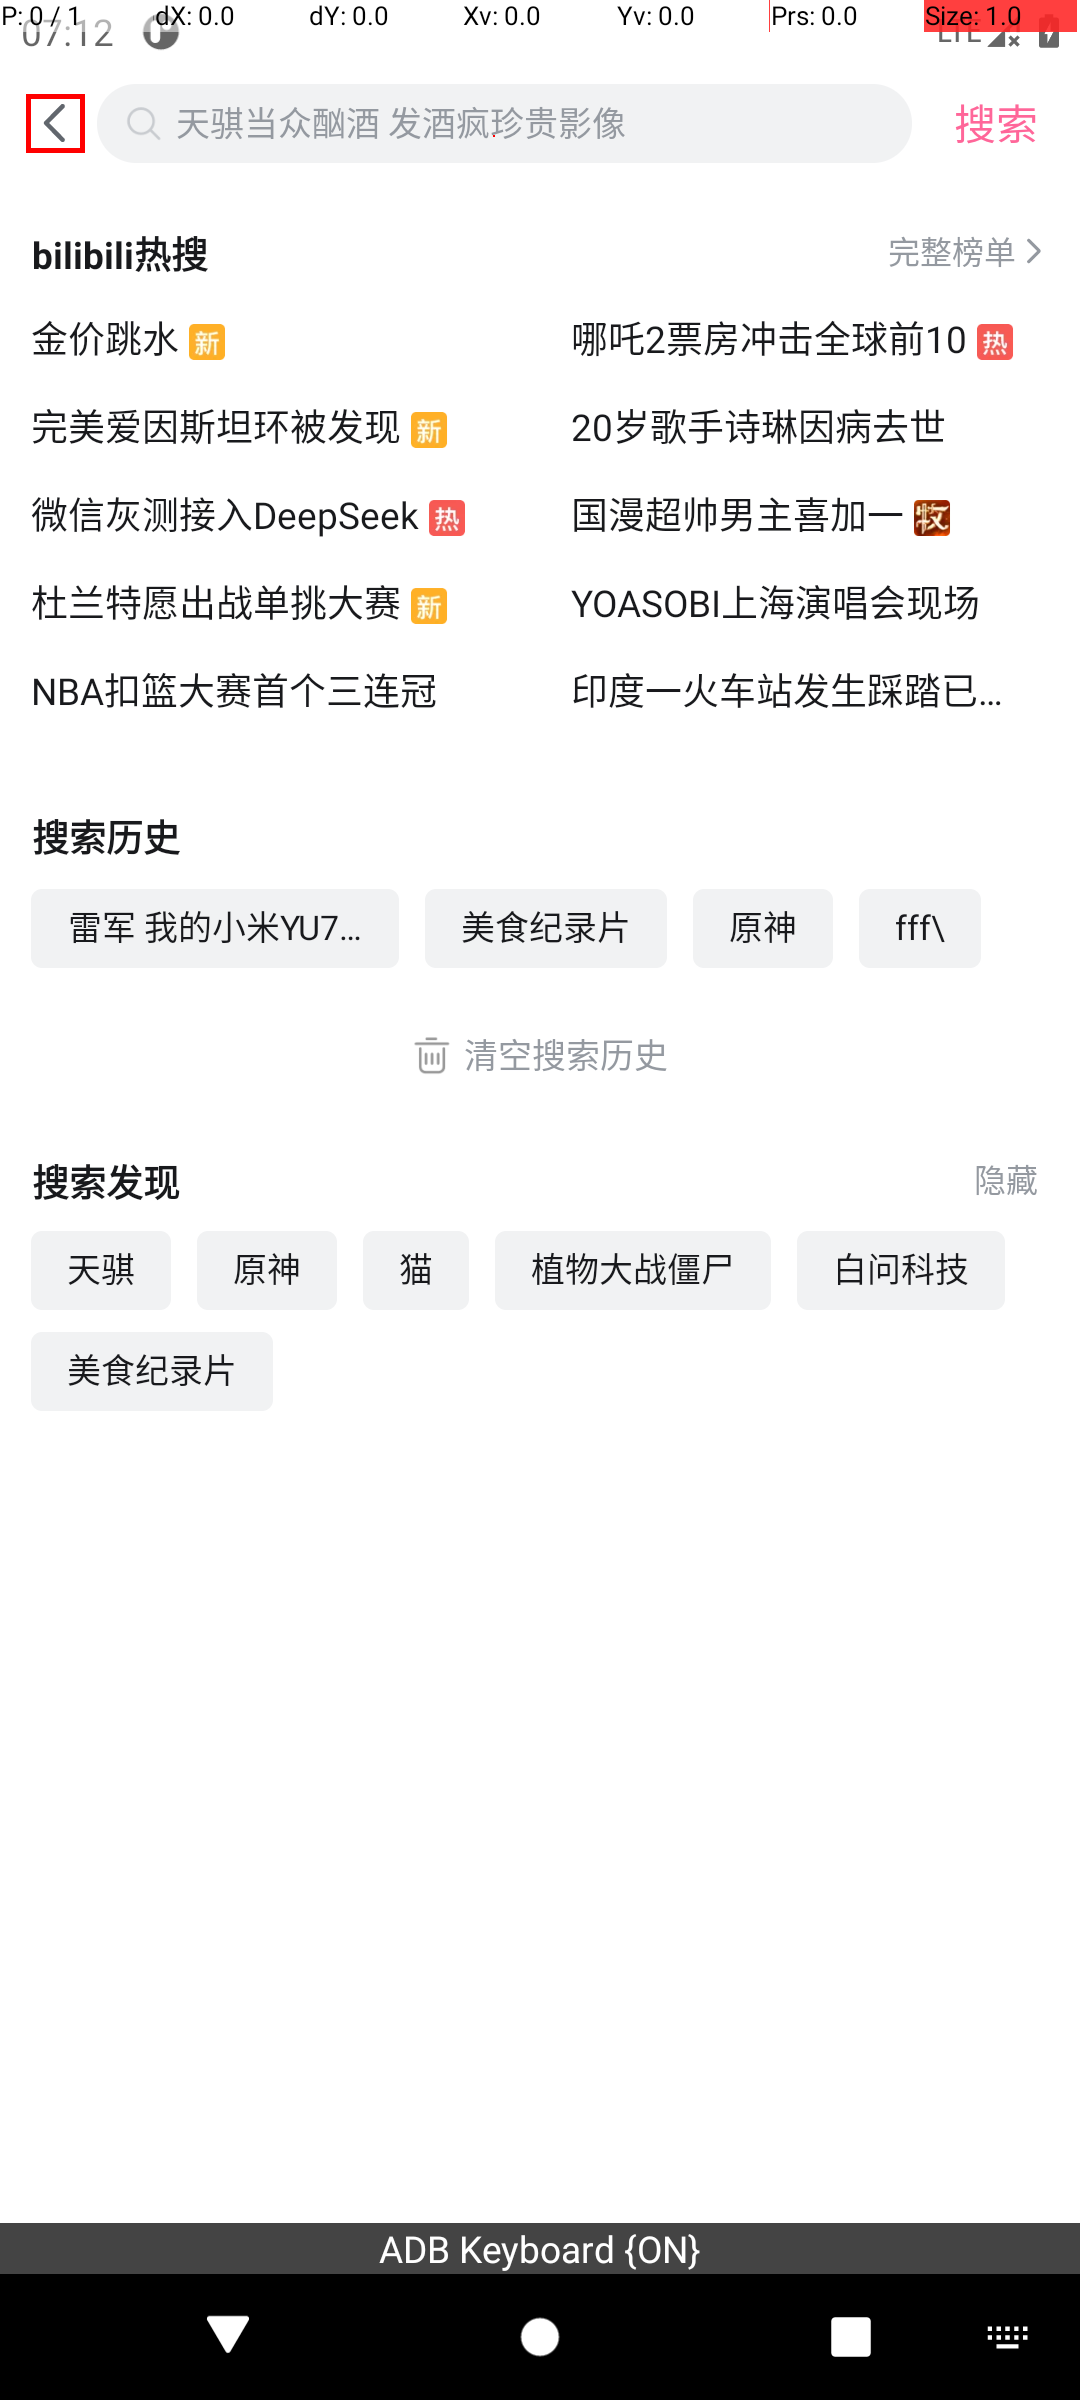 P: 0 / 1 dX: 0.0 dY: 0.0 Xv: 0.0 Yv: 0.0 Prs: 0.0 Size: 1.0
07:12 LTE
天骐当众酗酒 发酒疯珍贵影像 搜索
bilibili热搜 完整榜单
金价跳水 新 哪吒2票房冲击全球前10 热
完美爱因斯坦环被发现 新 20岁歌手诗琳因病去世
微信灰测接入DeepSeek 热 国漫超帅男主喜加一 牧
杜兰特愿出战单挑大赛 新 YOASOBI上海演唱会现场
NBA扣篮大赛首个三连冠 印度一火车站发生踩踏已...
搜索历史
雷军 我的小米YU7... 美食纪录片 原神 fff\
清空搜索历史
搜索发现 隐藏
天骐 原神 猫 植物大战僵尸 白问科技
美食纪录片
ADB Keyboard {ON}